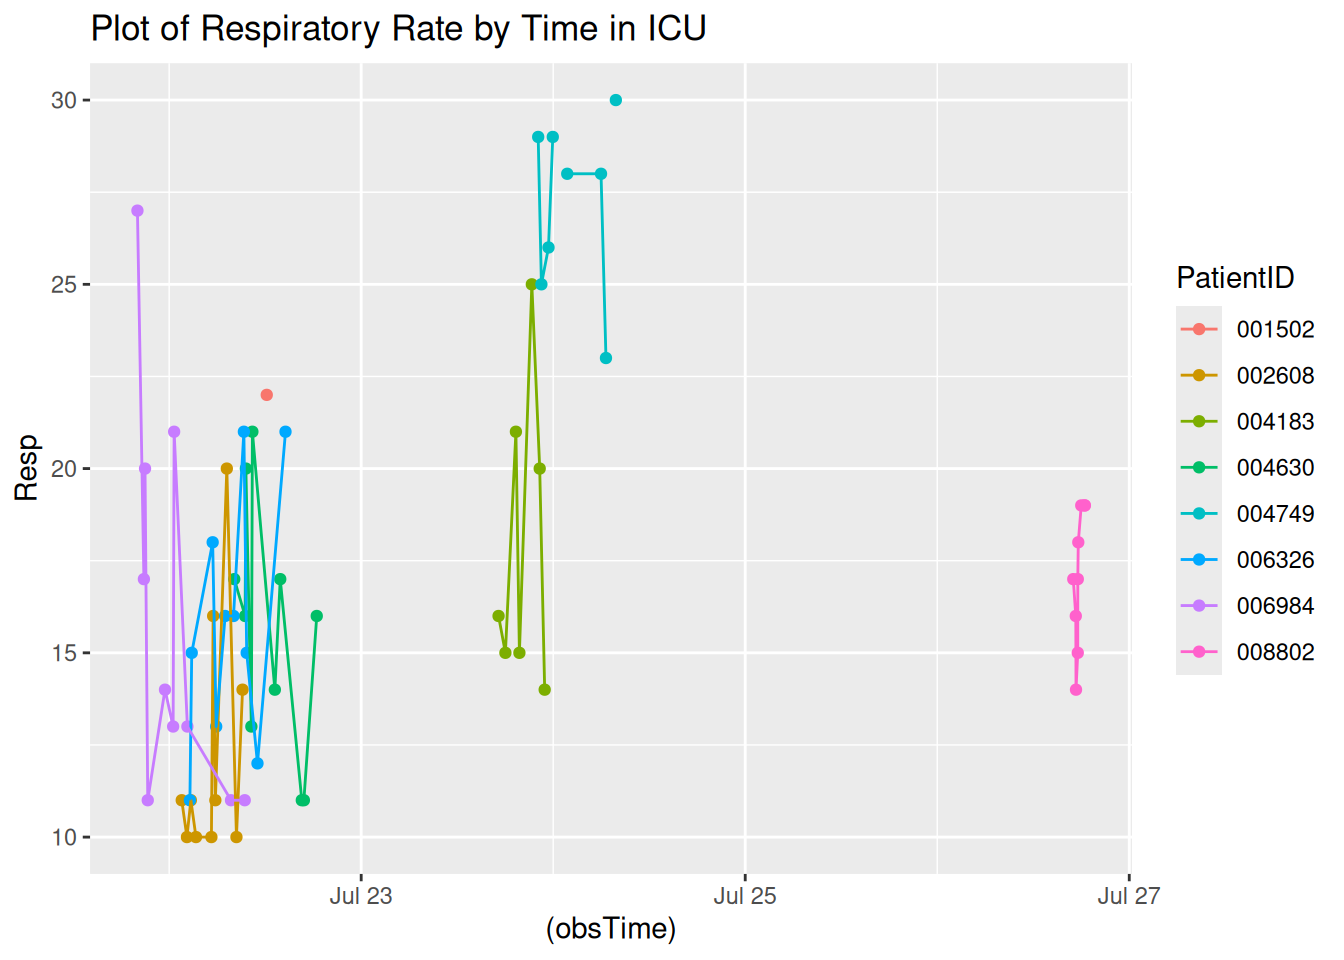 Plot of Respiratory Rate by Time in ICU
30
25
20
15
10
Resp
Jul 23
Jul 25
Jul 27
(obsTime)
PatientID
001502
002608
004183
004630
004749
006326
006984
008802